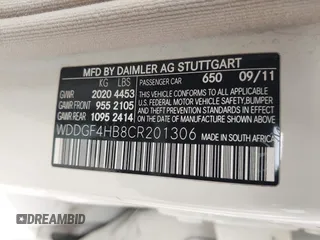 MFD BY DAIMLER AG STUTTGART
KG LBS PASSENGER CAR 650 09/11
GVWR 2020 4453
GAWR FRONT 955 2105
GAWR REAR 1095 2414
THIS VEHICLE CONFORMS TO ALL APPLICABLE
U.S. FEDERAL MOTOR VEHICLE SAFETY, BUMPER,
AND THEFT PREVENTION STANDARDS IN EFFECT
ON THE DATE OF MANUFACTURE SHOWN ABOVE.
WDDGF4HB8CR201306 MADE IN SOUTH AFRICA
DREAMBID